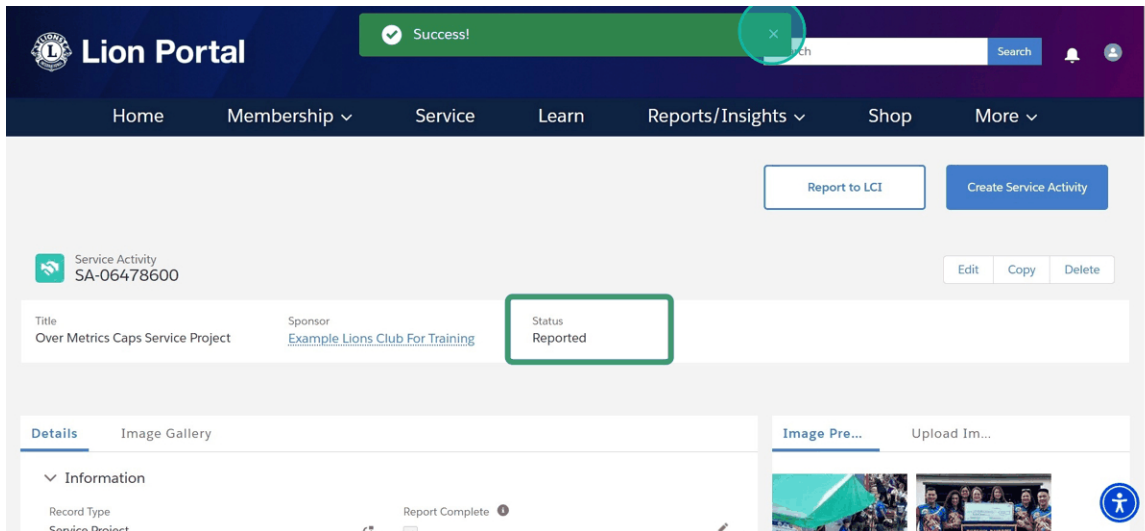 Success!
Lion Portal
Search
Home Membership Service Learn Reports/Insights Shop More
Report to LCI Create Service Activity
Service Activity
SA-06478600
Edit Copy Delete
Title Sponsor Status
Over Metrics Caps Service Project Example Lions Club For Training Reported
Details Image Gallery
Image Pre... Upload Im...
Information
Record Type Report Complete
Service Project